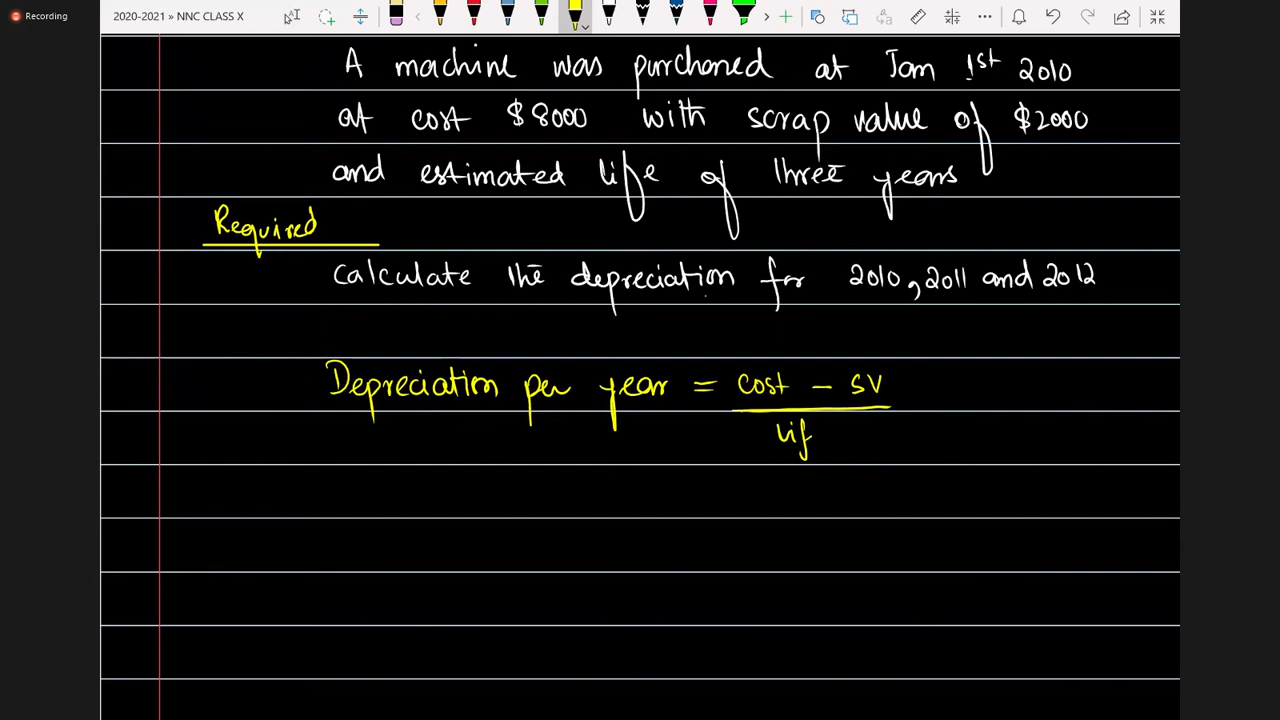 Recording
2020-2021 » NNC CLASS X
A machine was purchased at Jan 1st 2010
at cost $8000 with scrap value of $2000
and estimated life of three years
Required
Calculate the depreciation for 2010, 2011 and 2012
Depreciation per year = cost - SV
lif